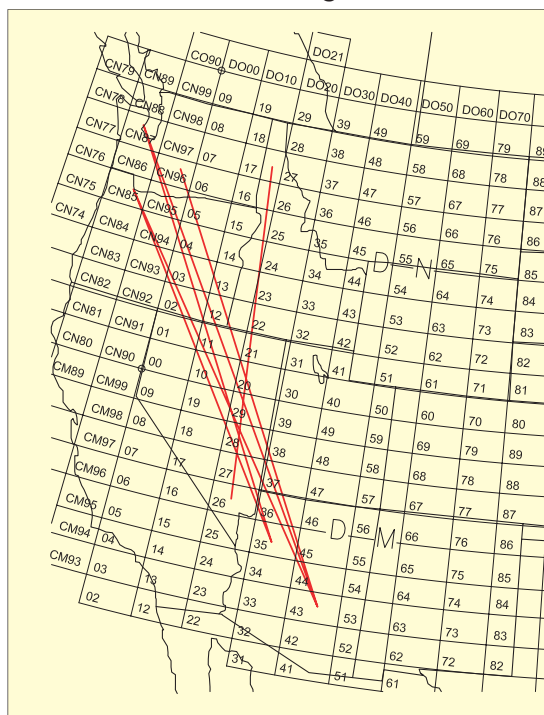 DO21
CN79 CN89 CO90 DO00 DO10 DO20 DO30 DO40 DO50 DO60 DO70
CN78 CN88 CN99 09 19 29 39 49 59 69 79 89
CN77 CN87 CN98 08 18 28 38 48 58 68 78 88
CN76 CN86 CN97 07 17 27 37 47 57 67 77 87
CN75 CN85 CN96 06 16 26 36 46 56 66 76 86
CN74 CN84 CN95 05 15 25 35 45 55 65 75 85
D N
CN83 CN94 04 14 24 34 44 54 64 74 84
CN82 CN93 03 13 23 33 43 53 63 73 83
CN92 02 12 22 32 42 52 62 72 82
CN81 CN91 01 11 21 31 41 51 61 71 81
CN80 CN90 00 10 20 30 40 50 60 70 80
CM89 CM99 09 19 29 39 49 59 69 79 89
CM98 08 18 28 38 48 58 68 78 88
CM97 07 17 27 37 47 57 67 77 87
CM96 06 16 26 36 46 56 66 76 86
D M
CM95 05 15 25 35 45 55 65 75 85
CM94 04 14 24 34 44 54 64 74 84
CM93 03 13 23 33 43 53 63 73 83
02 12 22 32 42 52 62 72 82
31 41 51 61